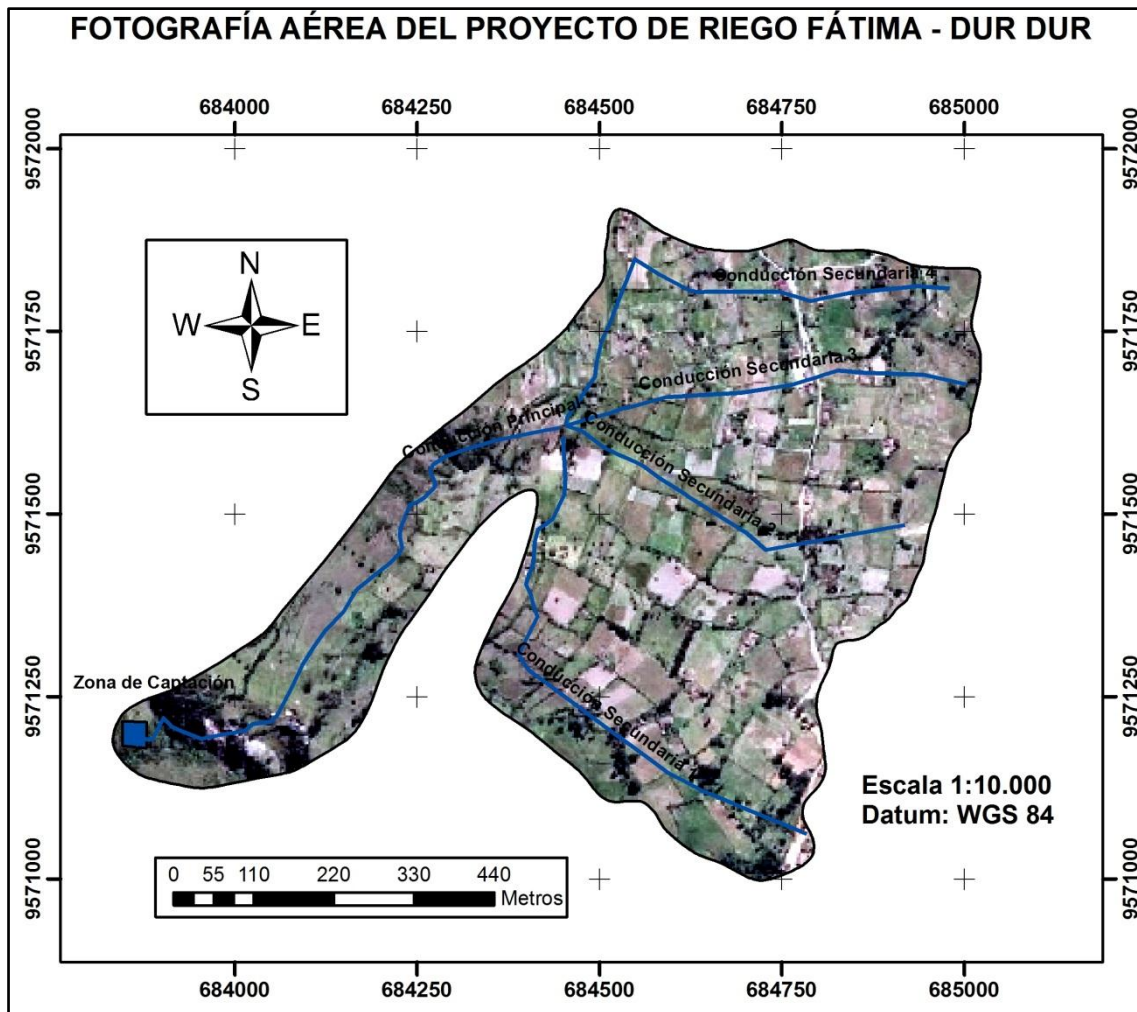 FOTOGRAFÍA AÉREA DEL PROYECTO DE RIEGO FÁTIMA - DUR DUR
684000 684250 684500 684750 685000
9572000 9572000
N
W E
S
Conducción Secundaria 4
9571750 9571750
Conducción Secundaria 3
Conducción Principal
Conducción Secundaria 2
9571500 9571500
Zona de Captación
Conducción Secundaria 1
9571250 9571250
Escala 1:10.000
Datum: WGS 84
0 55 110 220 330 440
Metros
9571000 9571000
684000 684250 684500 684750 685000